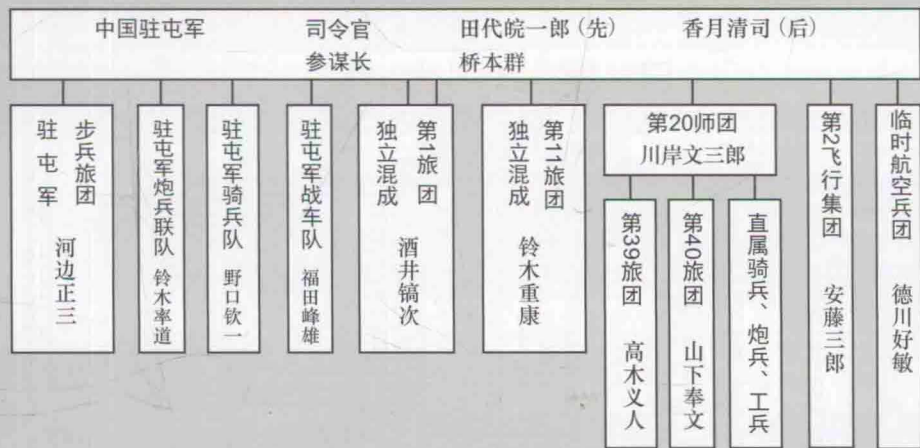 中国驻屯军 司令官 田代皖一郎（先） 香月清司（后）
参谋长 桥本群
驻屯军
步兵旅团
河边正三
驻屯军炮兵联队 铃木率道
驻屯军骑兵队 野口钦一
驻屯军战车队 福田峰雄
独立混成
第1旅团
酒井镐次
独立混成
第11旅团
铃木重康
第20师团
川岸文三郎
第39旅团 高木义人
第40旅团 山下奉文
直属骑兵、炮兵、工兵
第2飞行集团 安藤三郎
临时航空兵团 德川好敏